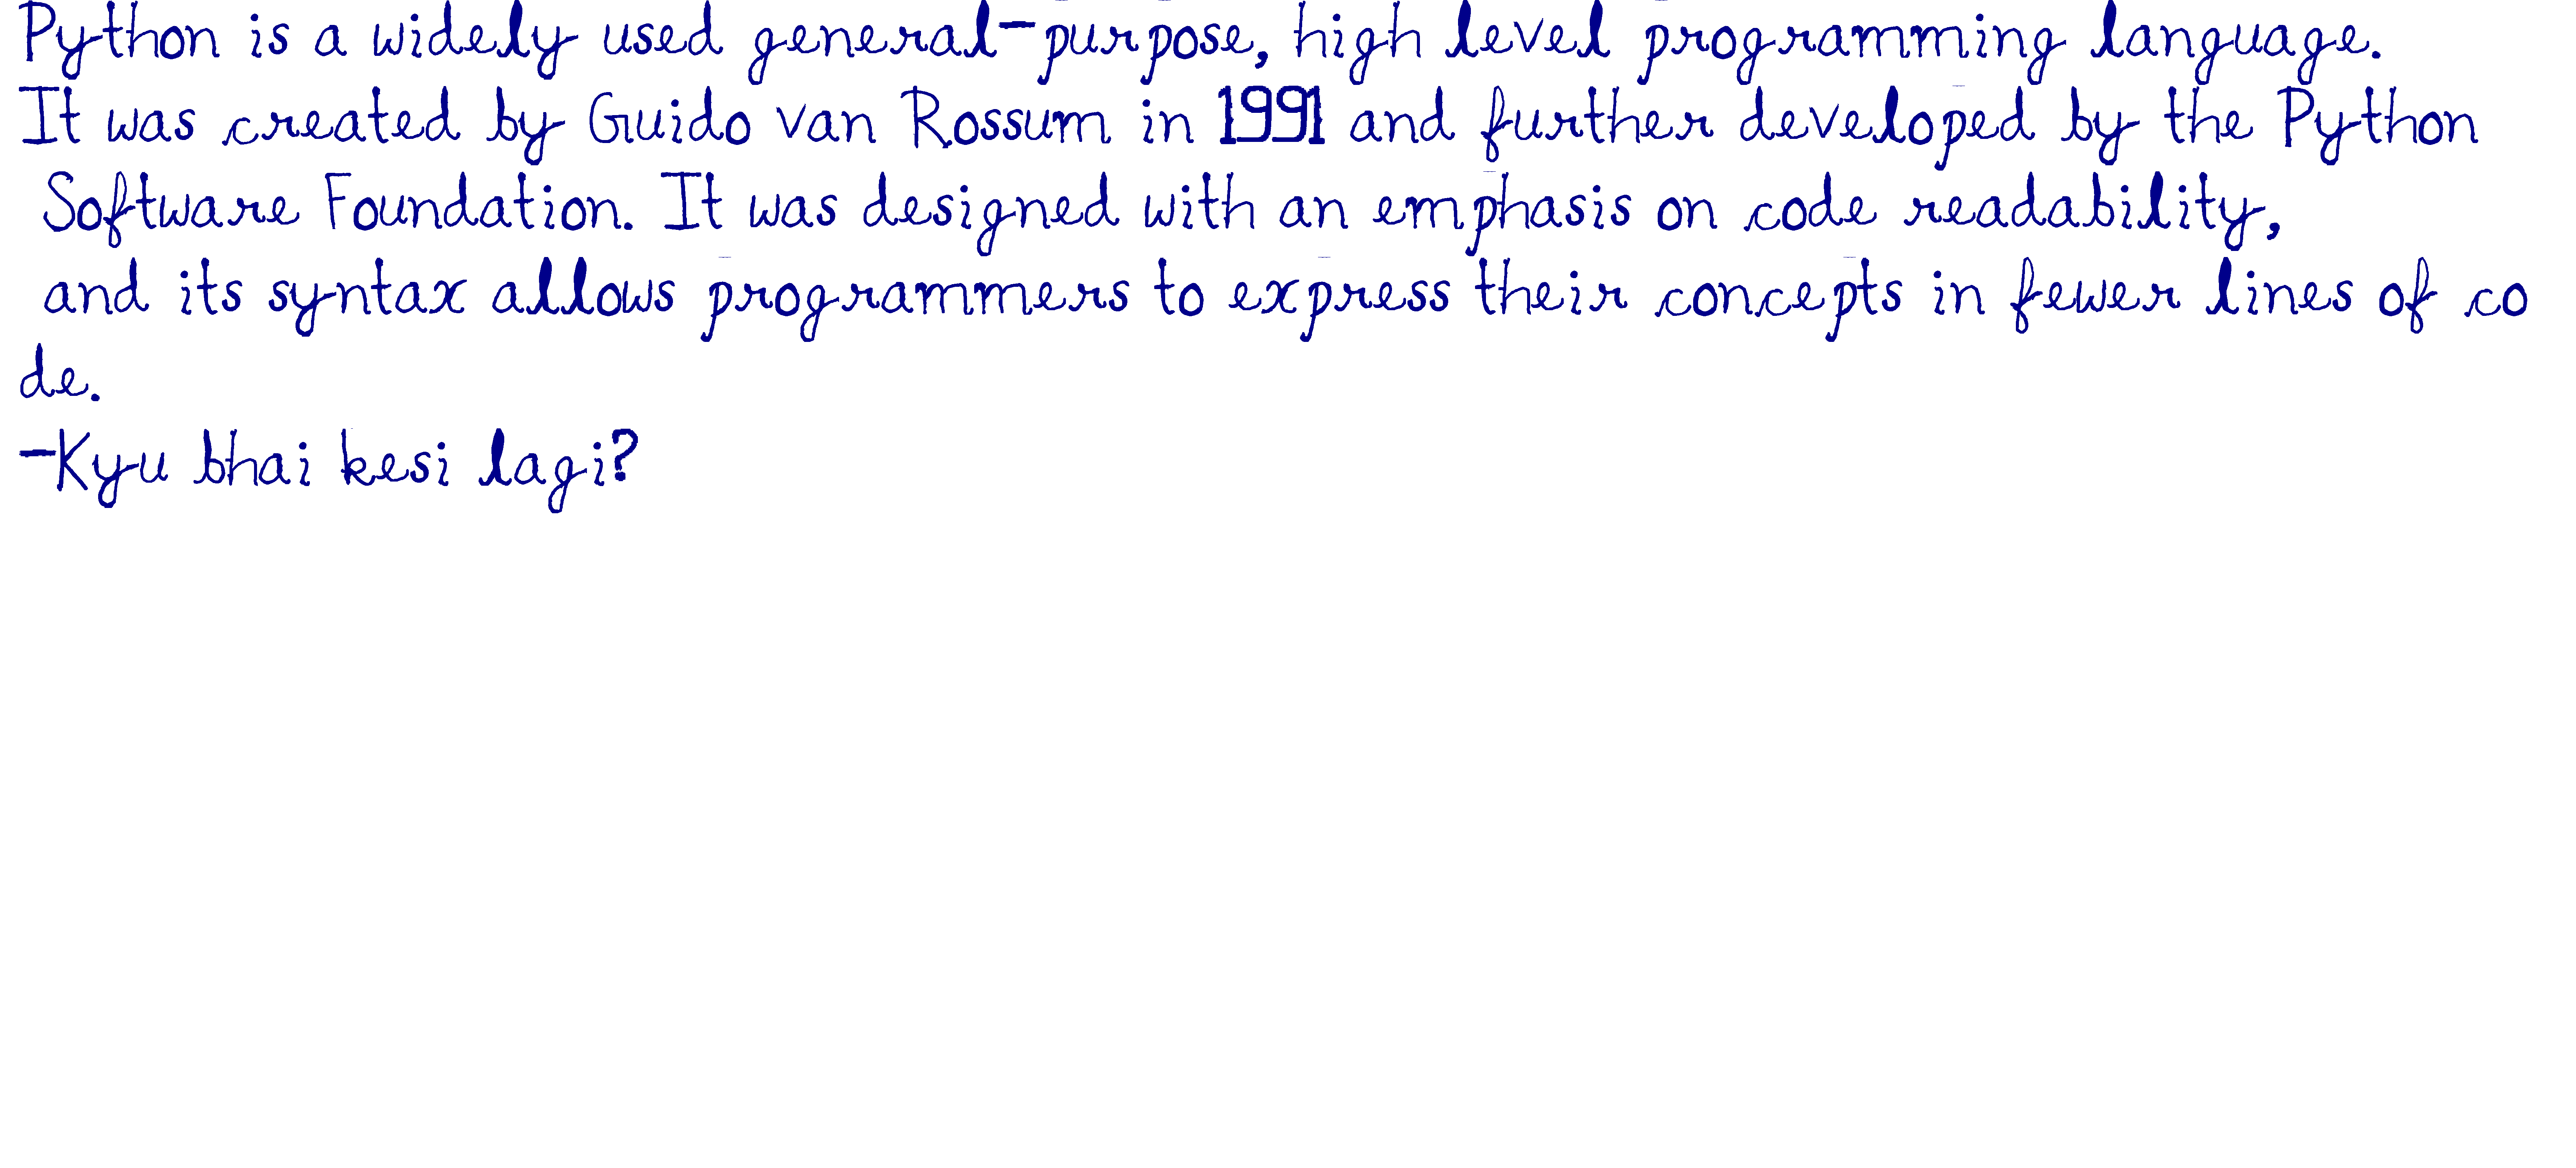 Python is a widely used general-purpose, high level programming language.
It was created by Guido van Rossum in 1991 and further developed by the Python
Software Foundation. It was designed with an emphasis on code readability,
and its syntax allows programmers to express their concepts in fewer lines of co
de.
-Kyu bhai kesi lagi?